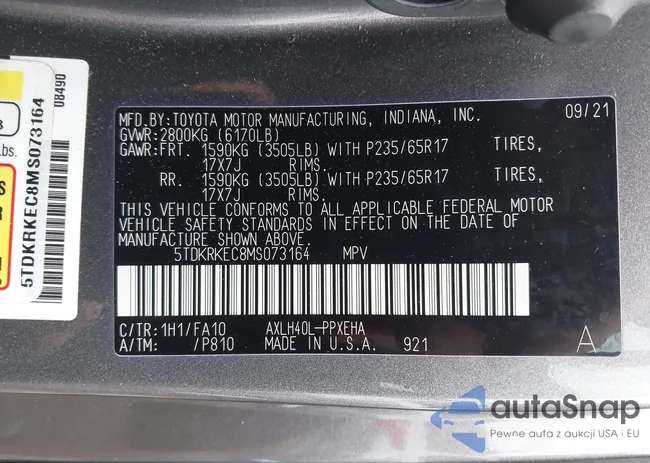 MFD.BY:TOYOTA MOTOR MANUFACTURING, INDIANA, INC. 09/21
GVWR:2800KG (6170LB)
GAWR:FRT. 1590KG (3505LB) WITH P235/65R17 TIRES,
17X7J RIMS.
RR. 1590KG (3505LB) WITH P235/65R17 TIRES,
17X7J RIMS.
THIS VEHICLE CONFORMS TO ALL APPLICABLE FEDERAL MOTOR
VEHICLE SAFETY STANDARDS IN EFFECT ON THE DATE OF
MANUFACTURE SHOWN ABOVE.
5TDKRKEC8MS073164 MPV
C/TR:1H1/FA10 AXLH40L-PPXEHA
A/TM: /P810 MADE IN U.S.A. 921 A
5TDKRKEC8MS073164
08490
lbs.
autoSnap
Pewne auta z aukcji USA i EU